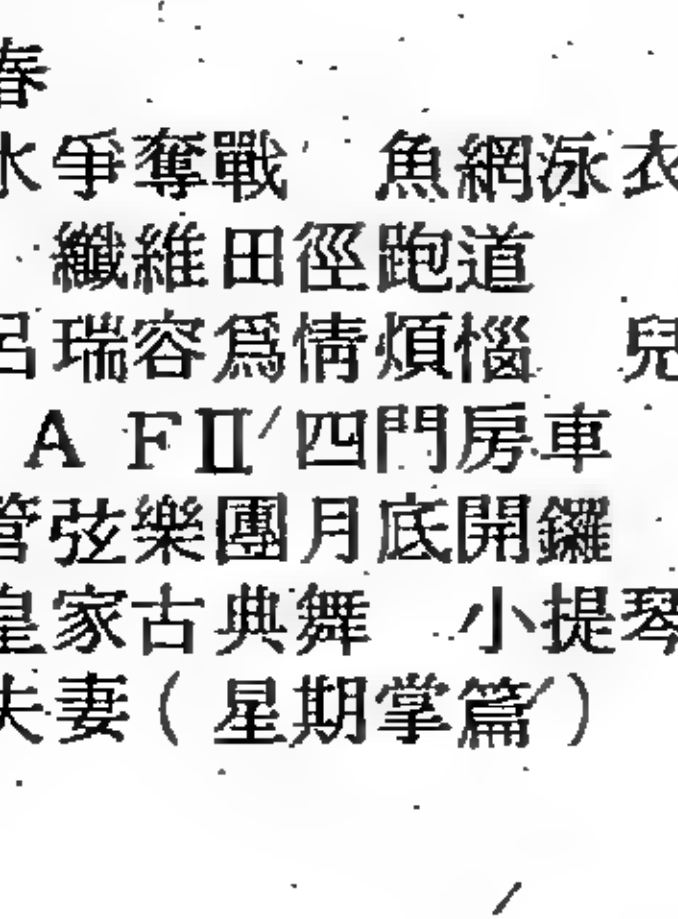 春
水爭奪戰　魚網泳衣
纖維田徑跑道
呂瑞容爲情煩惱　兒
A FⅡ 四門房車
管弦樂團月底開鑼
皇家古典舞　小提琴
夫妻(星期掌篇)